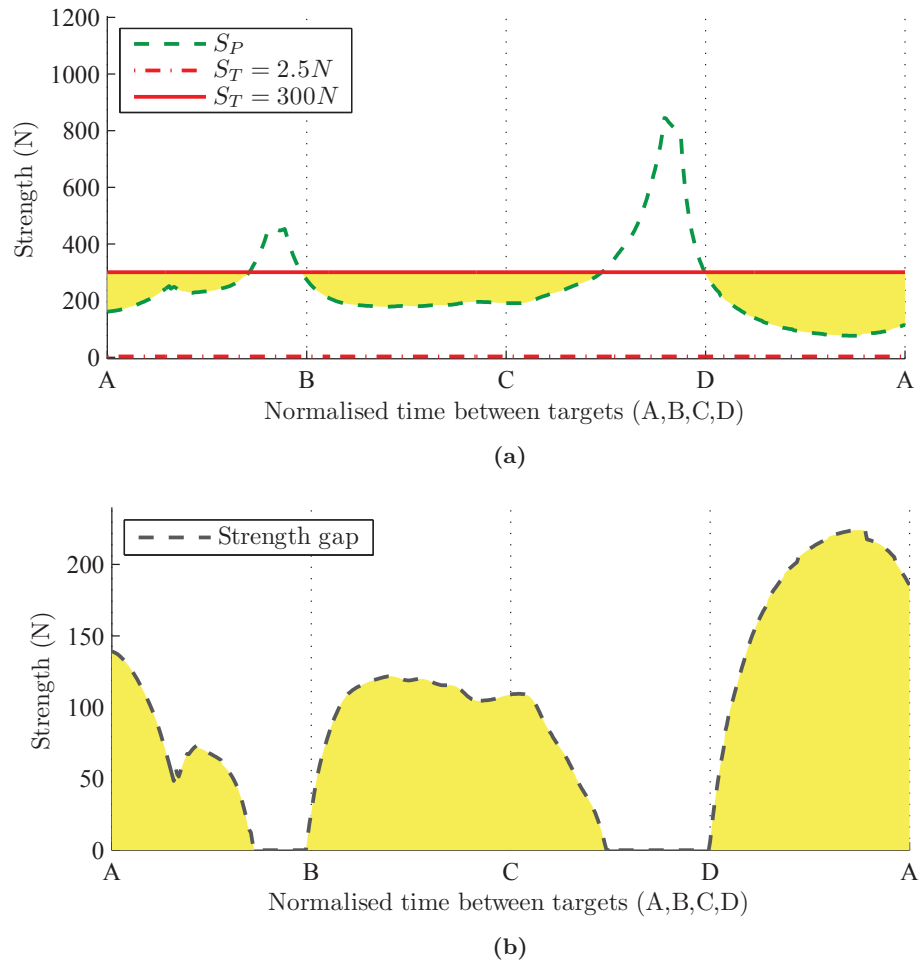 1200
1000
800
600
400
200
0
Strength (N)
S_P
S_T = 2.5N
S_T = 300N
A B C D A
Normalised time between targets (A,B,C,D)
(a)
200
150
100
50
0
Strength (N)
Strength gap
A B C D A
Normalised time between targets (A,B,C,D)
(b)